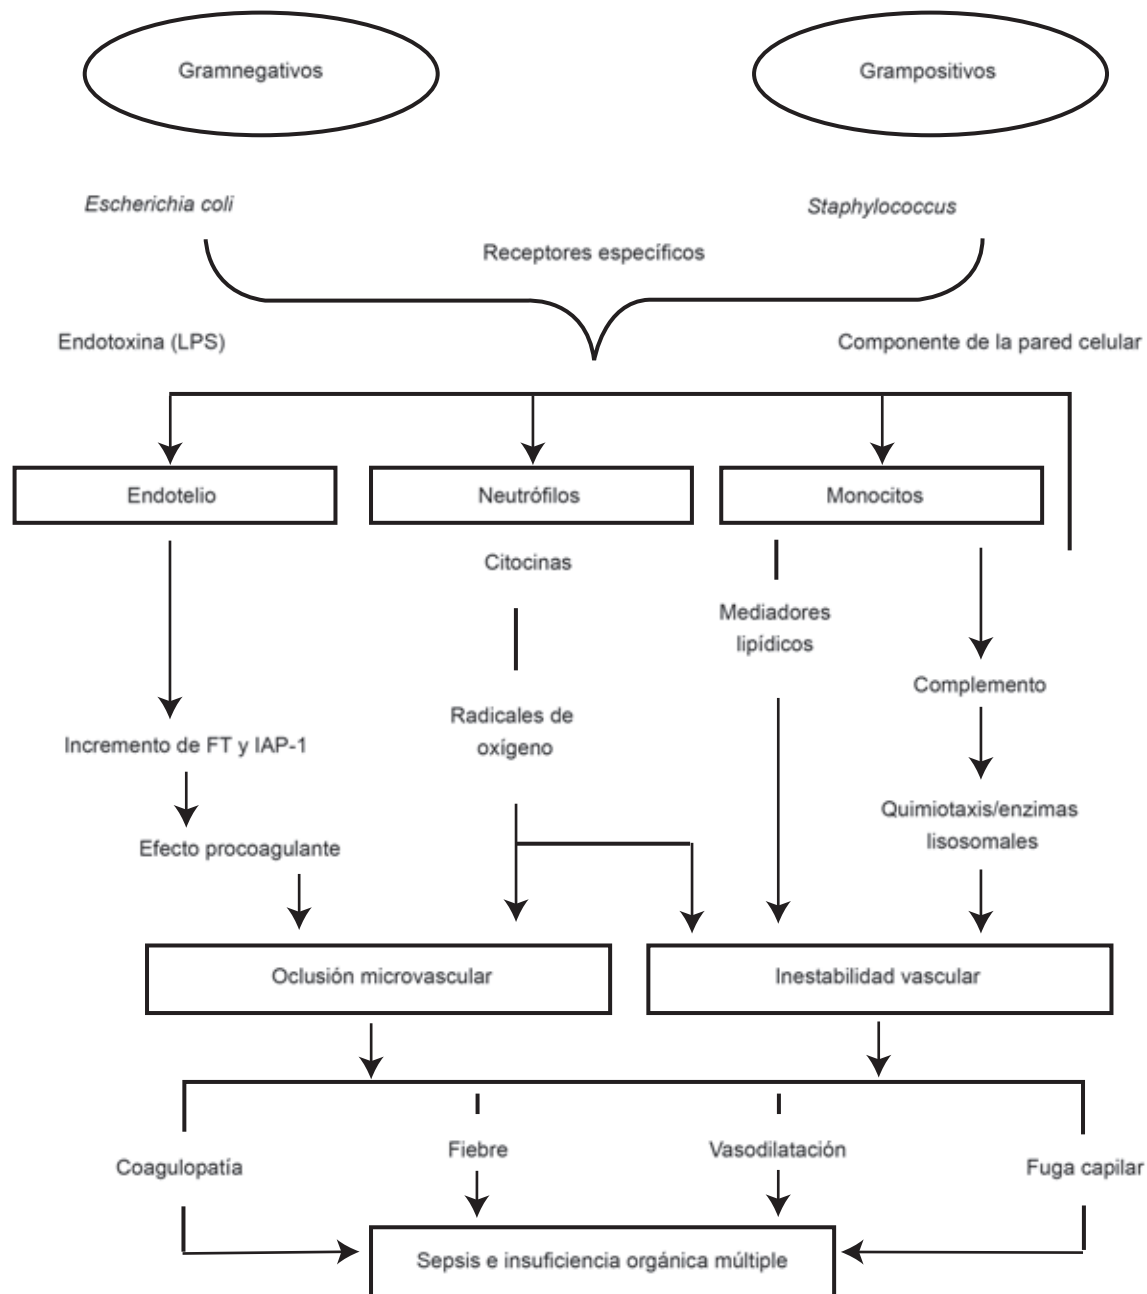 Gramnegativos
Grampositivos
Escherichia coli
Staphylococcus
Receptores específicos
Endotoxina (LPS)
Componente de la pared celular
Endotelio
Neutrófilos
Monocitos
Citocinas
Mediadores
lipídicos
Complemento
Radicales de
oxígeno
Incremento de FT y IAP-1
Quimiotaxis/enzimas
lisosomales
Efecto procoagulante
Oclusión microvascular
Inestabilidad vascular
Coagulopatía
Fiebre
Vasodilatación
Fuga capilar
Sepsis e insuficiencia orgánica múltiple